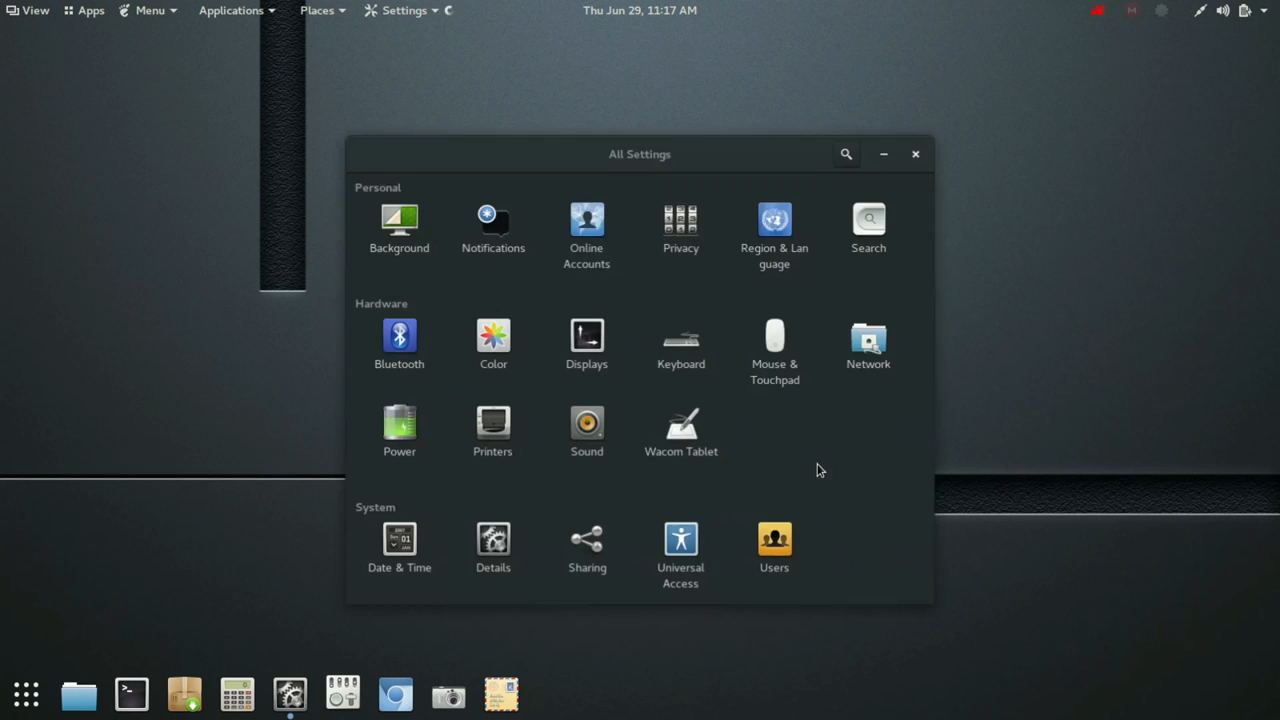 View Apps Menu Applications Places Settings Thu Jun 29, 11:17 AM M
All Settings
Personal
Background Notifications Online Accounts Privacy Region & Lan guage Search
Hardware
Bluetooth Color Displays Keyboard Mouse & Touchpad Network
Power Printers Sound Wacom Tablet
System
Date & Time Details Sharing Universal Access Users